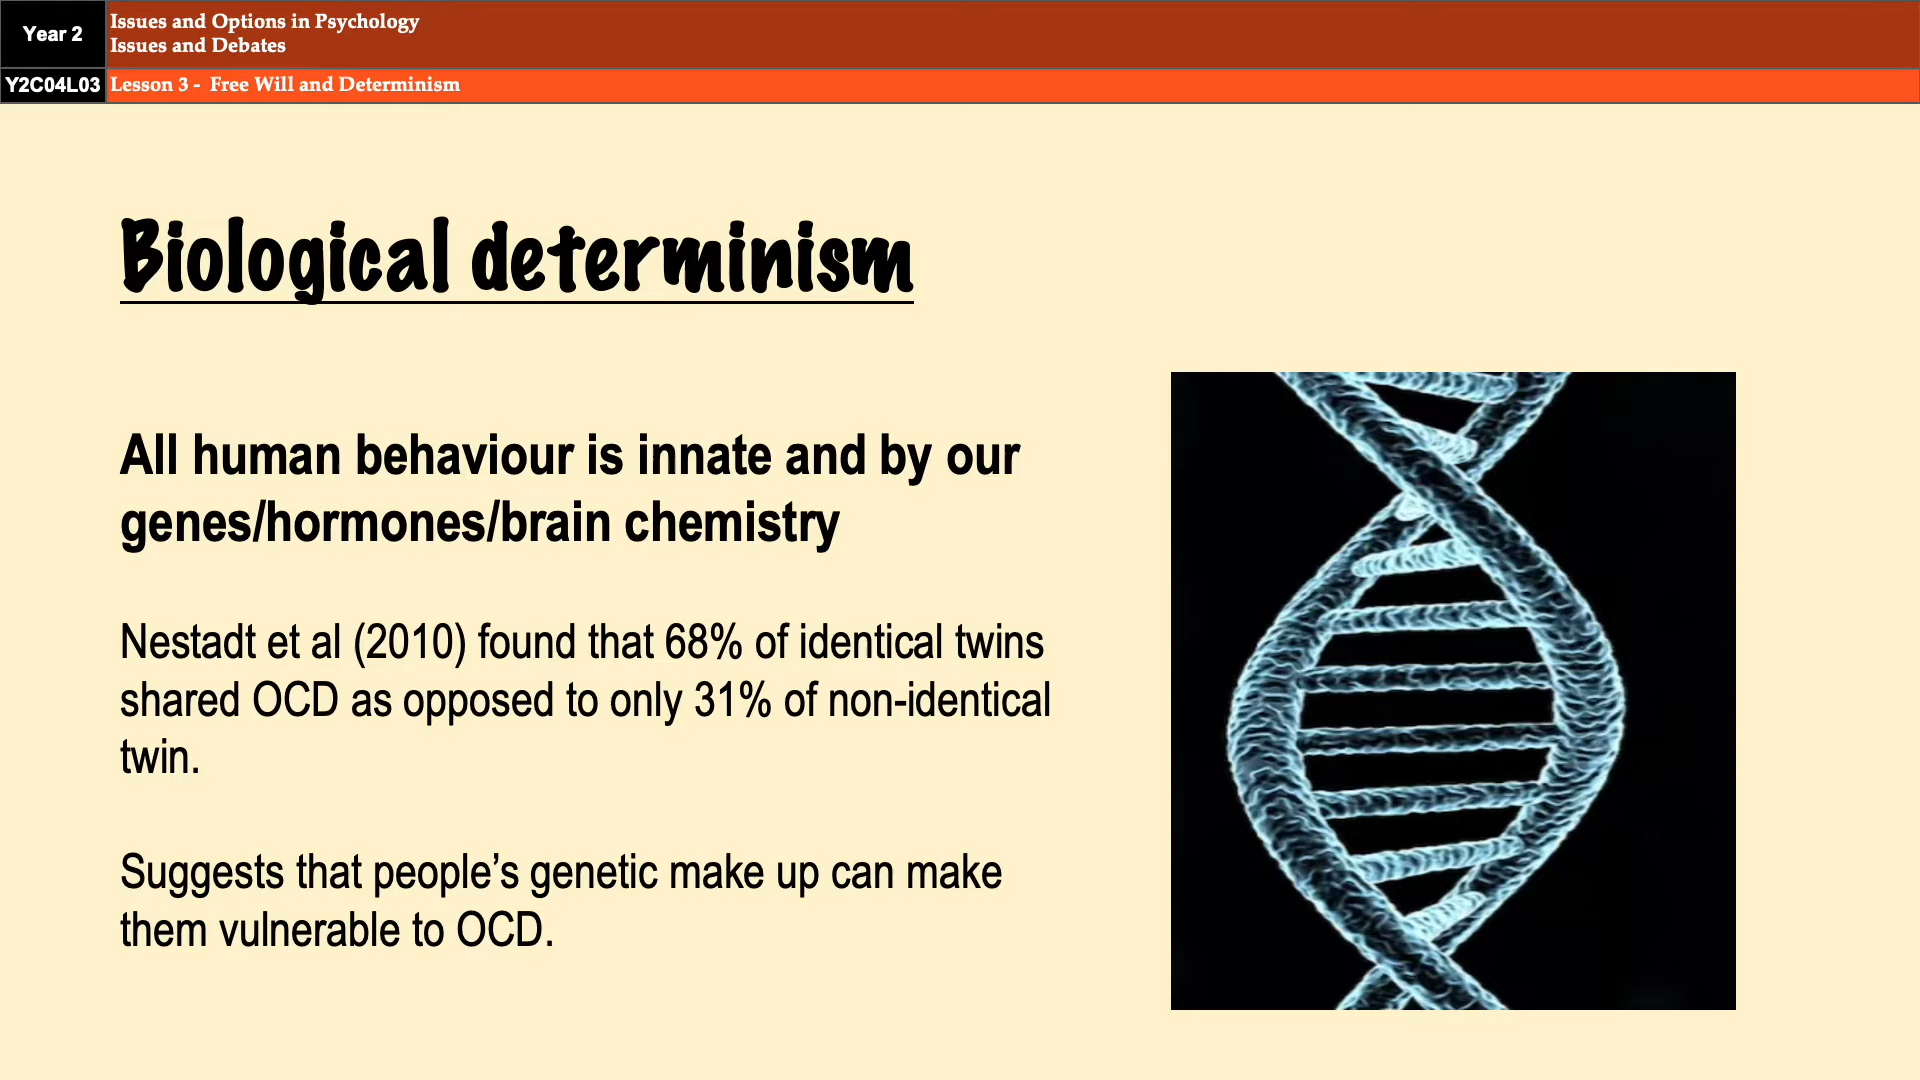 Year 2
Issues and Options in Psychology
Issues and Debates
Y2C04L03
Lesson 3 -  Free Will and Determinism
Biological determinism
All human behaviour is innate and by our
genes/hormones/brain chemistry
Nestadt et al (2010) found that 68% of identical twins
shared OCD as opposed to only 31% of non-identical
twin.
Suggests that people’s genetic make up can make
them vulnerable to OCD.